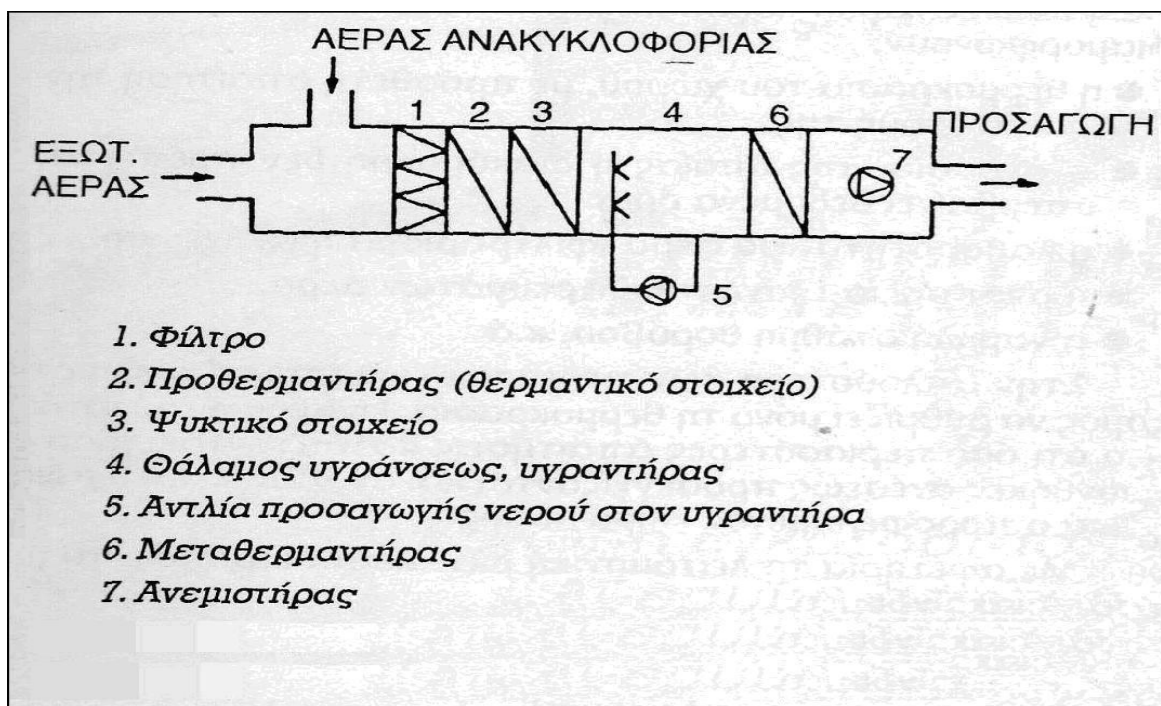 ΑΕΡΑΣ ΑΝΑΚΥΚΛΟΦΟΡΙΑΣ
1 2 3 4 6
ΠΡΟΣΑΓΩΓΗ
ΕΞΩΤ.
ΑΕΡΑΣ
7
5
1. Φίλτρο
2. Προθερμαντήρας (θερμαντικό στοιχείο)
3. Ψυκτικό στοιχείο
4. Θάλαμος υγράνσεως, υγραντήρας
5. Αντλία προσαγωγής νερού στον υγραντήρα
6. Μεταθερμαντήρας
7. Ανεμιστήρας